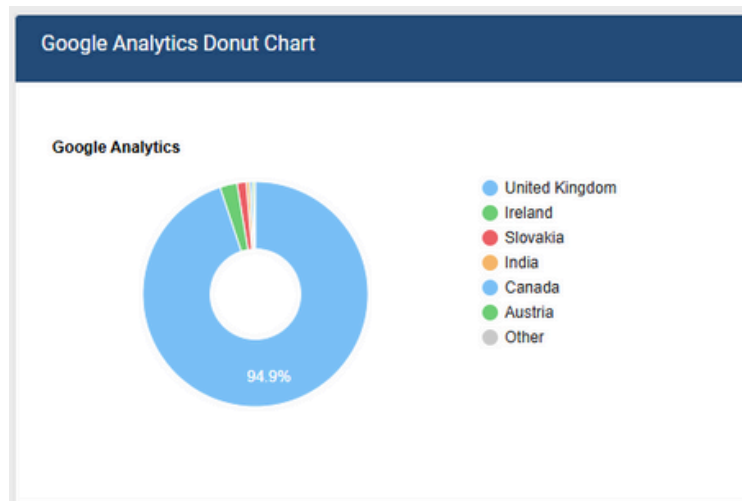 Google Analytics Donut Chart
Google Analytics
94.9%
United Kingdom
Ireland
Slovakia
India
Canada
Austria
Other